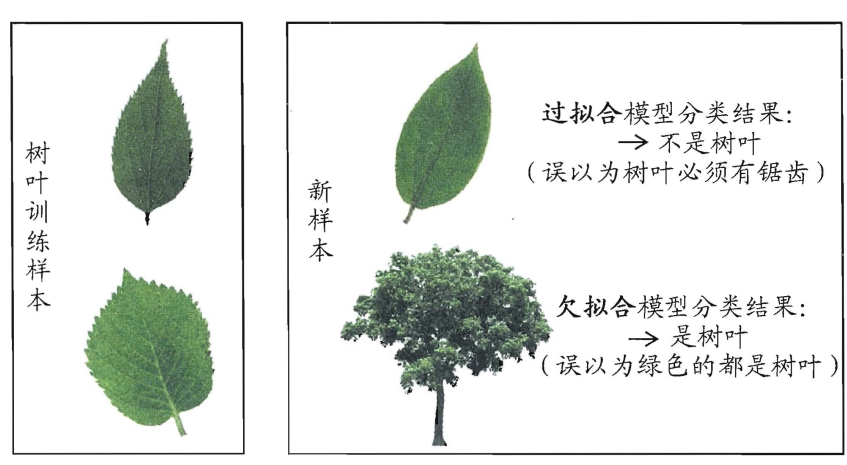 树叶训练样本
新样本
过拟合模型分类结果：
→ 不是树叶
（误以为树叶必须有锯齿）
欠拟合模型分类结果：
→ 是树叶
（误以为绿色的都是树叶）